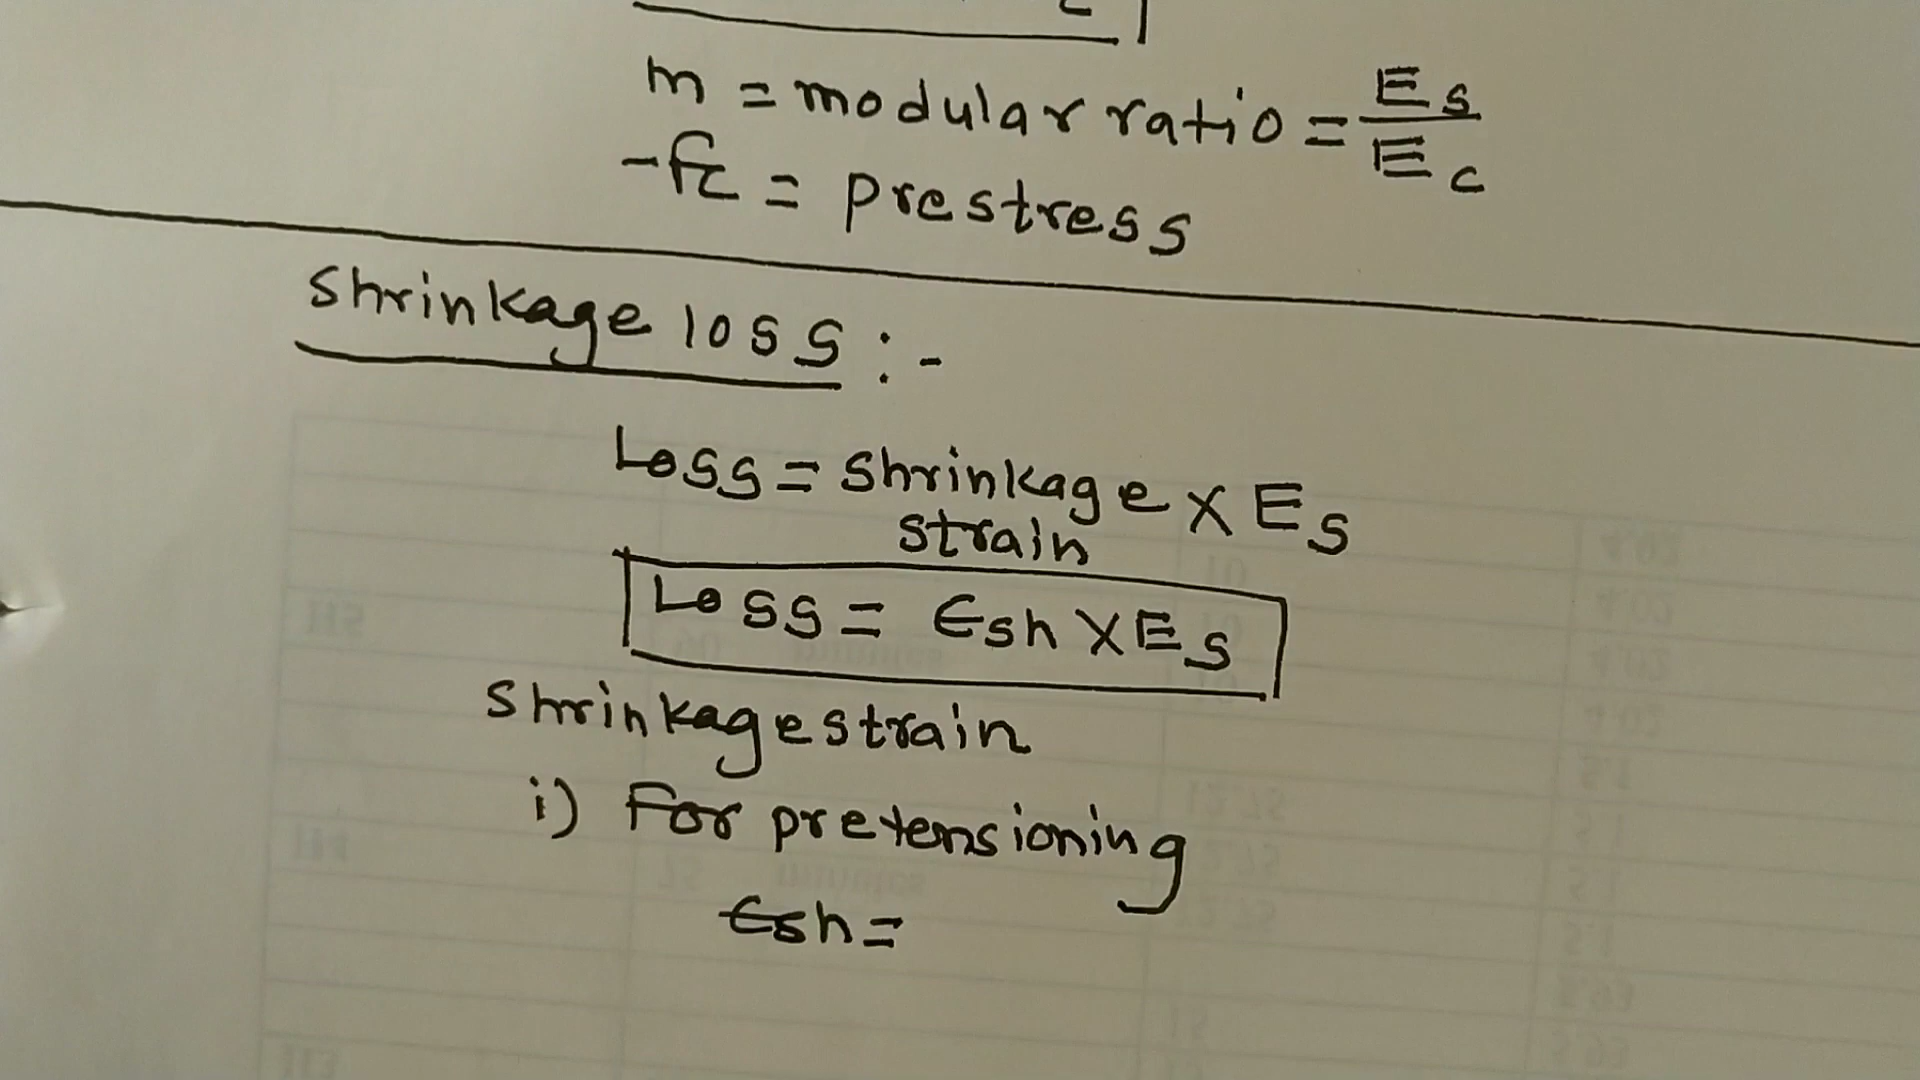 m = modular ratio = Es/Ec
-fc = prestress
Shrinkage loss :-
Loss = Shrinkage x Es
strain
Loss = Esh X Es
Shrinkage strain
i) For pretensioning
Esh =